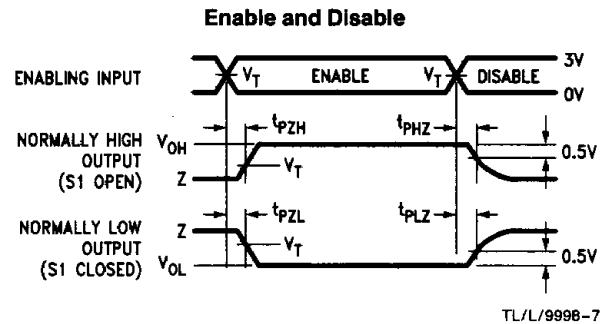 Enable and Disable
3V
ENABLING INPUT V_T ENABLE V_T DISABLE
0V
t_PZH t_PHZ
NORMALLY HIGH V_OH
OUTPUT V_T 0.5V
(S1 OPEN) Z
t_PZL t_PLZ
NORMALLY LOW Z
OUTPUT V_T 0.5V
(S1 CLOSED) V_OL
TL/L/9998-7